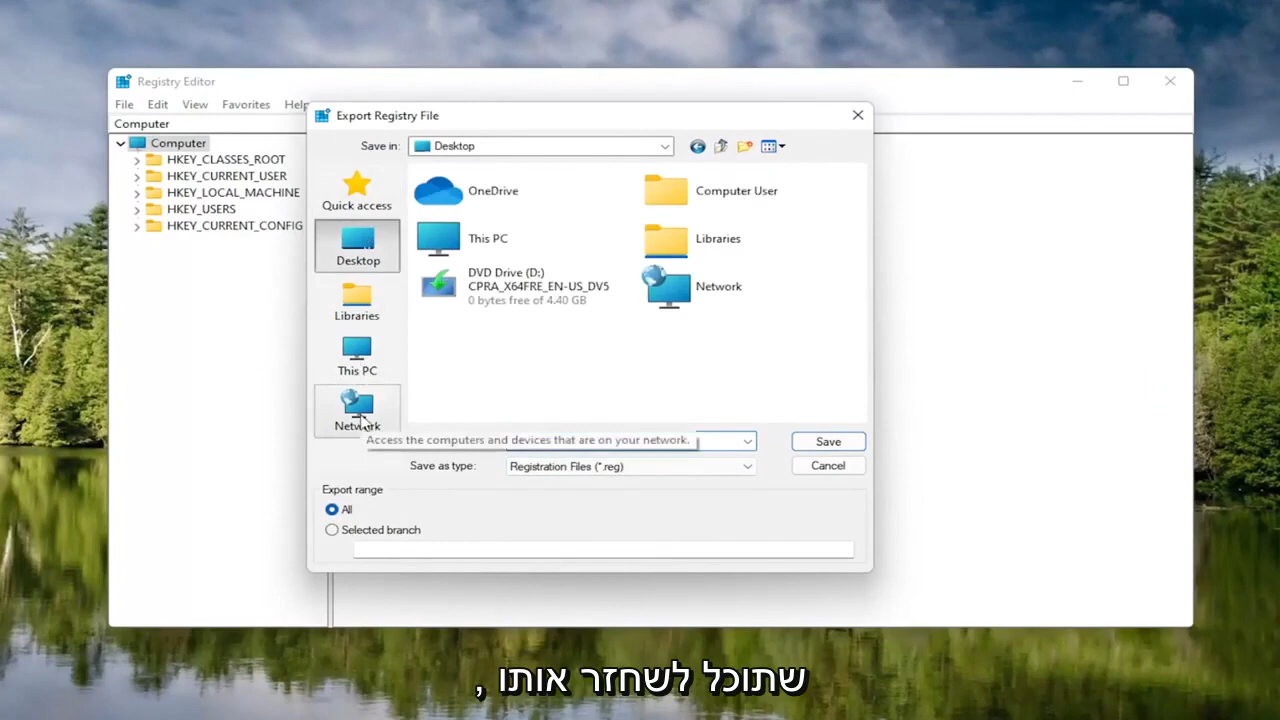 Registry Editor
File Edit View Favorites Help
Computer
Computer
HKEY_CLASSES_ROOT
HKEY_CURRENT_USER
HKEY_LOCAL_MACHINE
HKEY_USERS
HKEY_CURRENT_CONFIG
Export Registry File
Save in: Desktop
Quick access
Desktop
Libraries
This PC
Network
OneDrive
Computer User
This PC
Libraries
DVD Drive (D:)
CPRA_X64FRE_EN-US_DV5
0 bytes free of 4.40 GB
Network
Access the computers and devices that are on your network.
Save
Save as type: Registration Files (*.reg)
Cancel
Export range
All
Selected branch
שתוכל לשחזר אותו ,